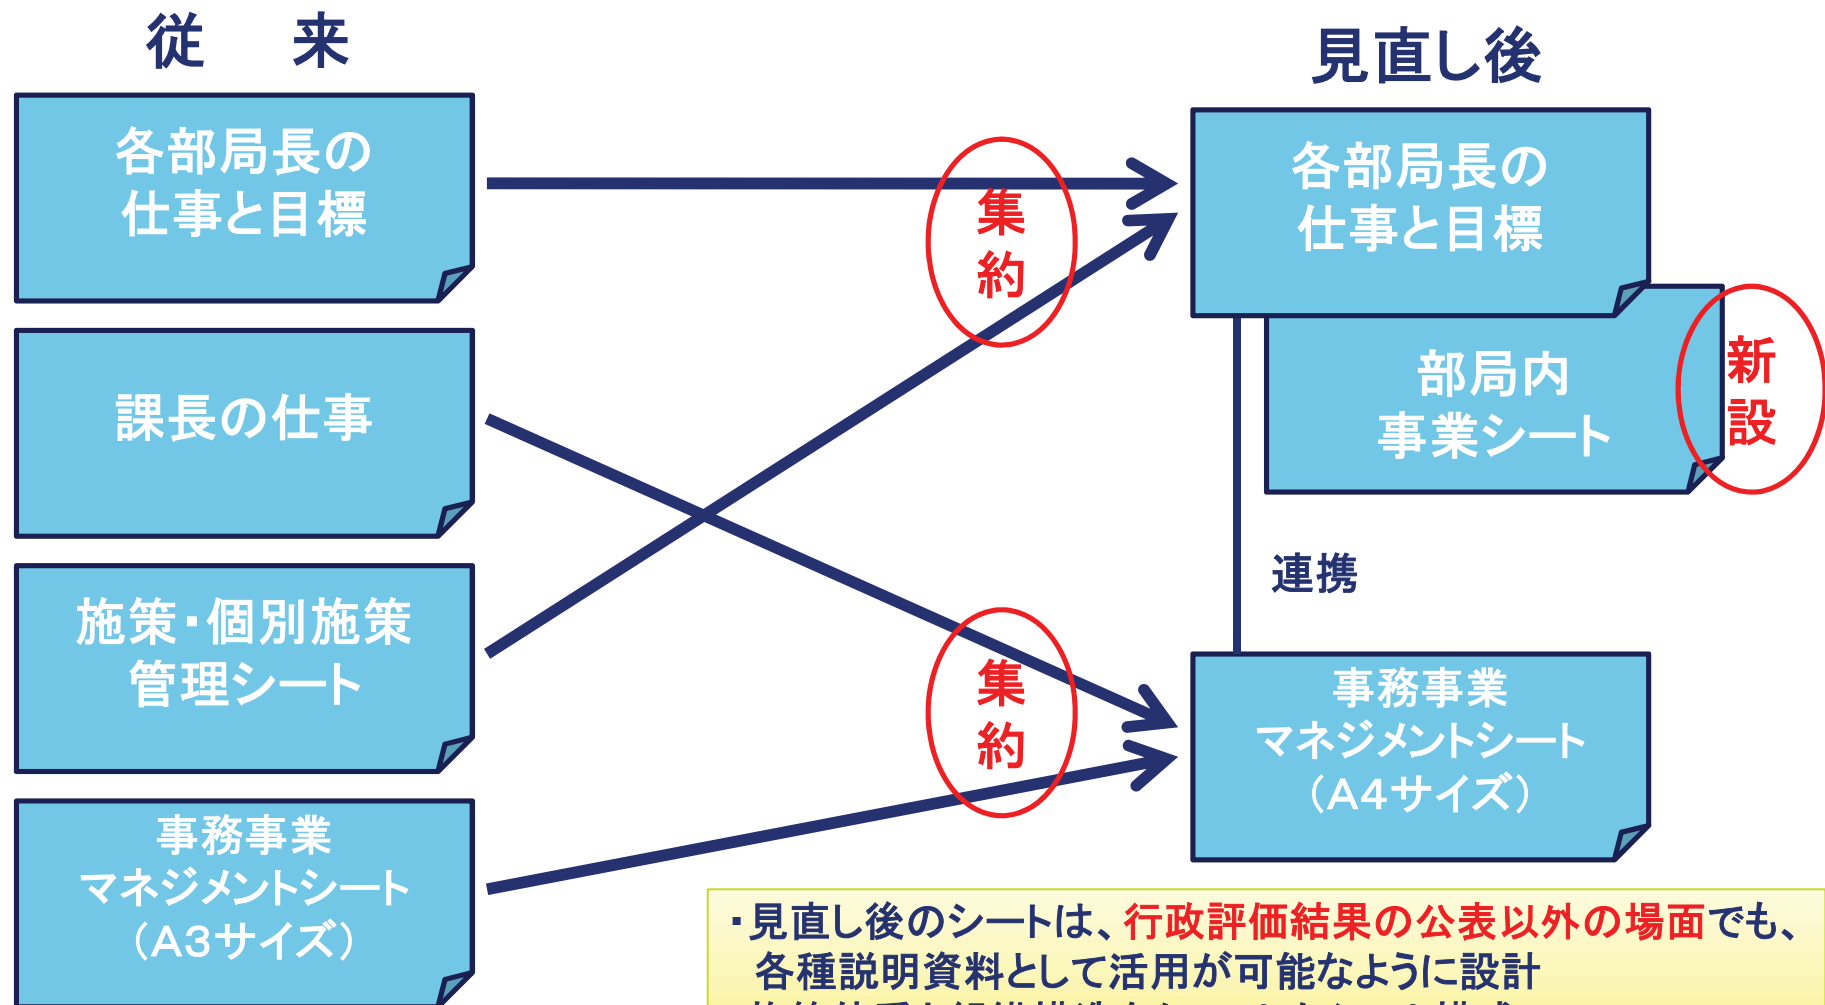 従　来
見直し後
各部局長の
仕事と目標
課長の仕事
施策・個別施策
管理シート
事務事業
マネジメントシート
（A3サイズ）
集
約
集
約
各部局長の
仕事と目標
部局内
事業シート
新
設
連携
事務事業
マネジメントシート
（A4サイズ）
・見直し後のシートは、行政評価結果の公表以外の場面でも、
各種説明資料として活用が可能なように設計